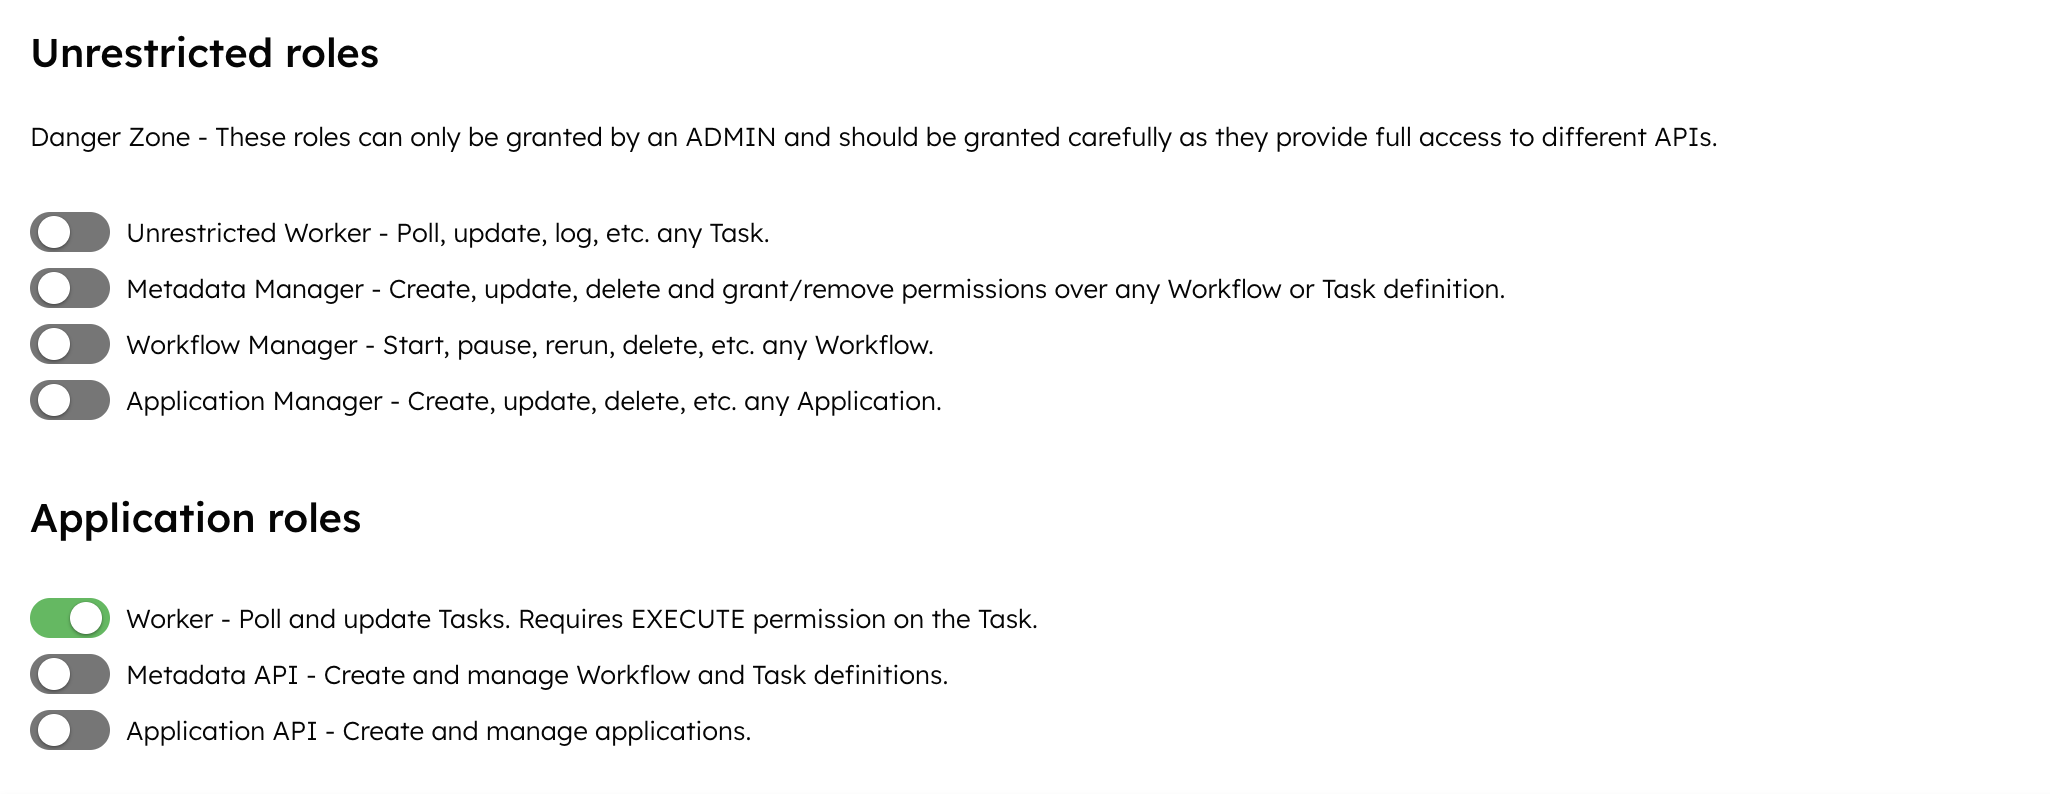 Unrestricted roles
Danger Zone - These roles can only be granted by an ADMIN and should be granted carefully as they provide full access to different APIs.
Unrestricted Worker - Poll, update, log, etc. any Task.
Metadata Manager - Create, update, delete and grant/remove permissions over any Workflow or Task definition.
Workflow Manager - Start, pause, rerun, delete, etc. any Workflow.
Application Manager - Create, update, delete, etc. any Application.
Application roles
Worker - Poll and update Tasks. Requires EXECUTE permission on the Task.
Metadata API - Create and manage Workflow and Task definitions.
Application API - Create and manage applications.